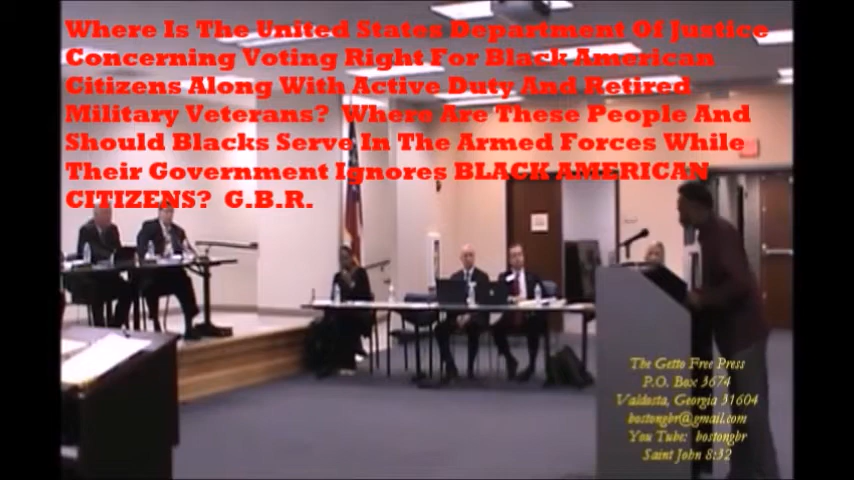 Where Is The United States Department Of Justice
Concerning Voting Right For Black American
Citizens Along With Active Duty And Retired
Military Veterans? Where Are These People And
Should Blacks Serve In The Armed Forces While
Their Government Ignores BLACK AMERICAN
CITIZENS? G.B.R.
The Getto Free Press
P.O. Box 3674
Valdosta, Georgia 31604
bostongbr@gmail.com
You Tube: bostongbr
Saint John 8:32